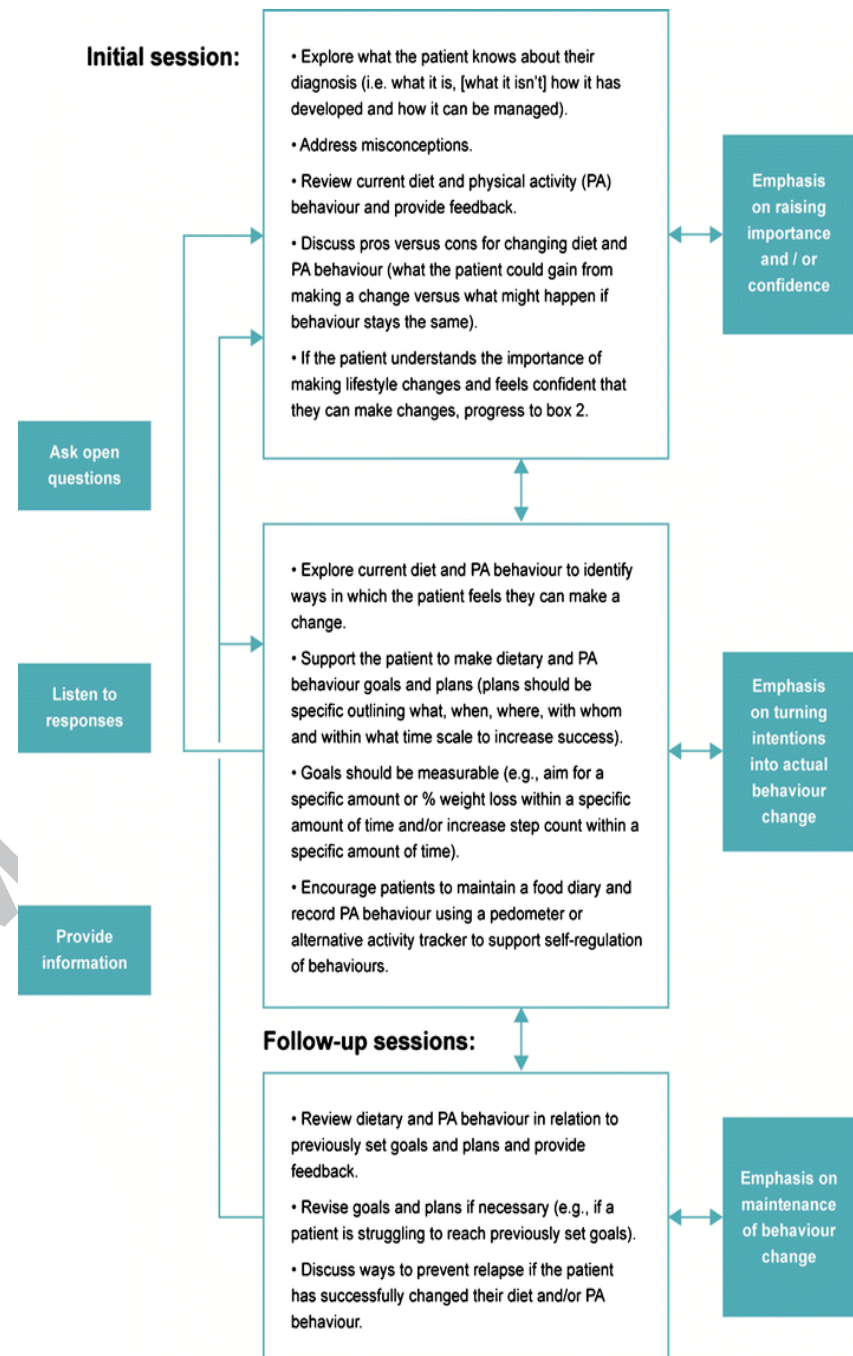 Initial session:
• Explore what the patient knows about their
diagnosis (i.e. what it is, [what it isn't] how it has
developed and how it can be managed).
• Address misconceptions.
• Review current diet and physical activity (PA)
behaviour and provide feedback.
• Discuss pros versus cons for changing diet and
PA behaviour (what the patient could gain from
making a change versus what might happen if
behaviour stays the same).
• If the patient understands the importance of
making lifestyle changes and feels confident that
they can make changes, progress to box 2.
Emphasis
on raising
importance
and / or
confidence
Ask open
questions
• Explore current diet and PA behaviour to identify
ways in which the patient feels they can make a
change.
• Support the patient to make dietary and PA
behaviour goals and plans (plans should be
specific outlining what, when, where, with whom
and within what time scale to increase success).
• Goals should be measurable (e.g., aim for a
specific amount or % weight loss within a specific
amount of time and/or increase step count within a
specific amount of time).
• Encourage patients to maintain a food diary and
record PA behaviour using a pedometer or
alternative activity tracker to support self-regulation
of behaviours.
Listen to
responses
Emphasis
on turning
intentions
into actual
behaviour
change
Provide
information
Follow-up sessions:
• Review dietary and PA behaviour in relation to
previously set goals and plans and provide
feedback.
• Revise goals and plans if necessary (e.g., if a
patient is struggling to reach previously set goals).
• Discuss ways to prevent relapse if the patient
has successfully changed their diet and/or PA
behaviour.
Emphasis on
maintenance
of behaviour
change